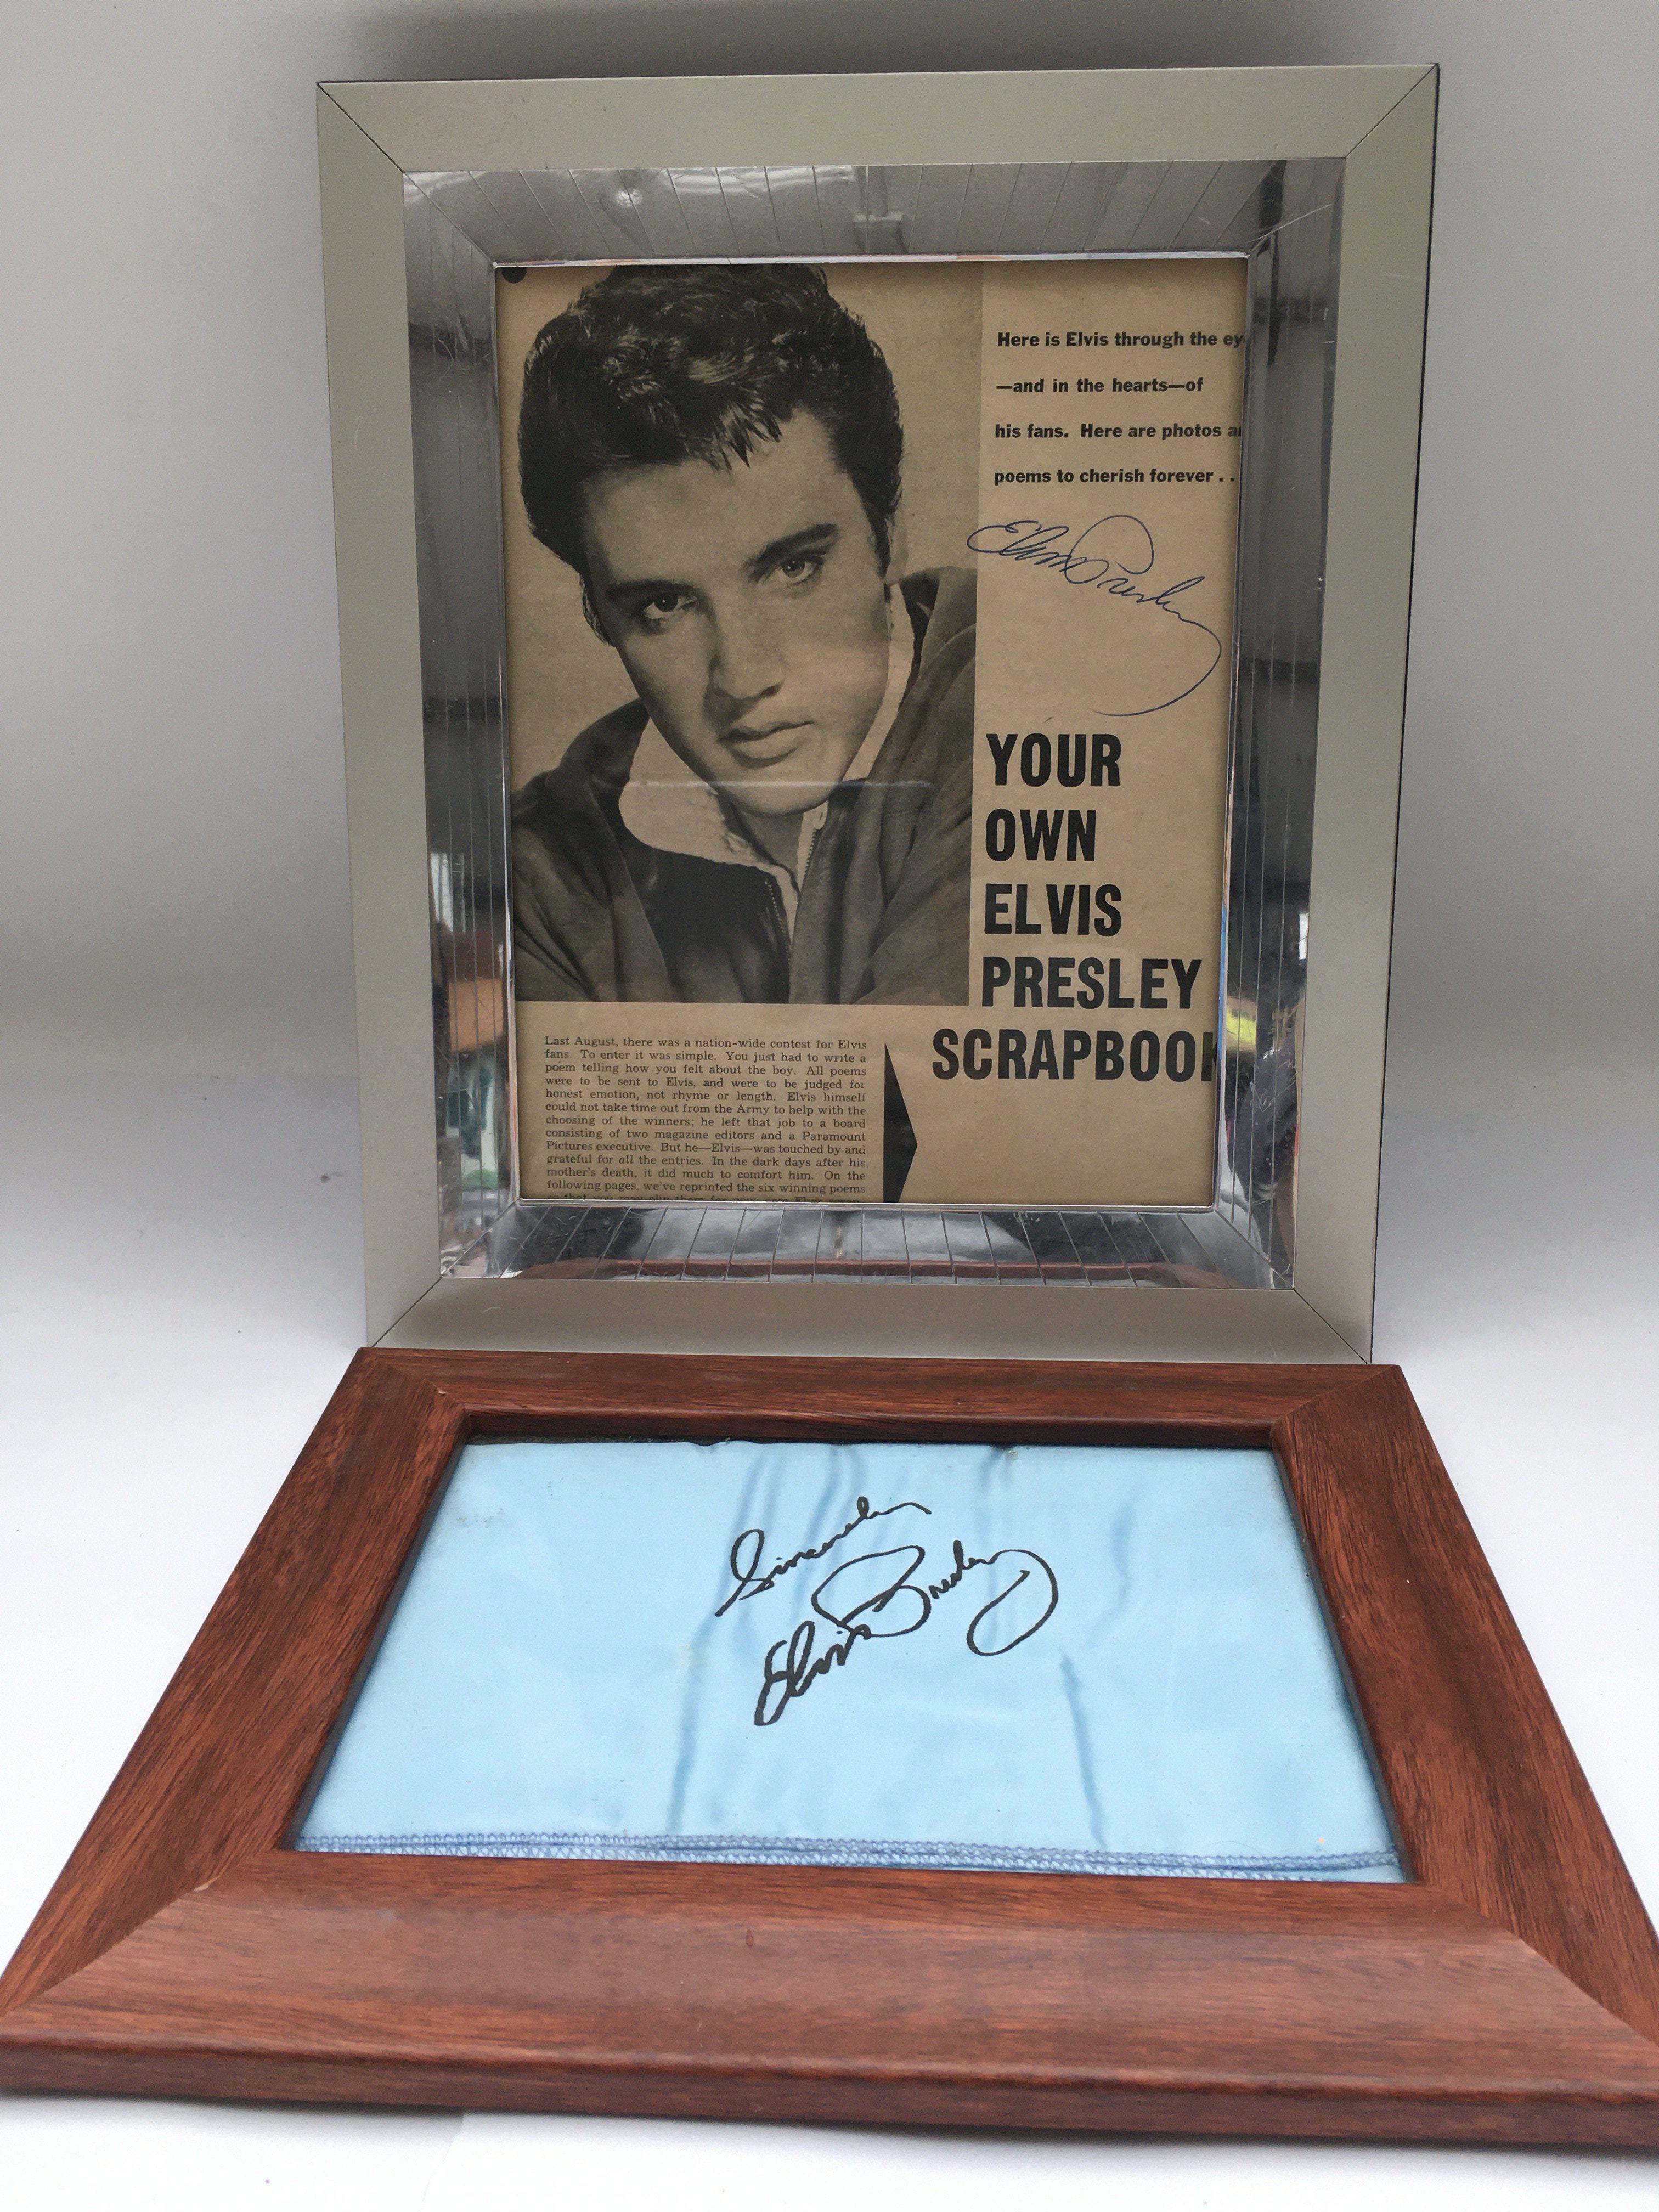 Here is Elvis through the ey
—and in the hearts—of
his fans. Here are photos a
poems to cherish forever . .
Elvis Presley
YOUR
OWN
ELVIS
PRESLEY
SCRAPBOOK
Last August, there was a nation-wide contest for Elvis
fans. To enter it was simple. You just had to write a
poem telling how you felt about the boy. All poems
were to be sent to Elvis, and were to be judged for
honest emotion, not rhyme or length. Elvis himself
could not take time out from the Army to help with the
choosing of the winners; he left that job to a board
consisting of two magazine editors and a Paramount
Pictures executive. But he—Elvis—was touched by and
grateful for all the entries. In the dark days after his
mother's death, it did much to comfort him. On the
following pages, we've reprinted the six winning poems
Sincerely
Elvis Presley